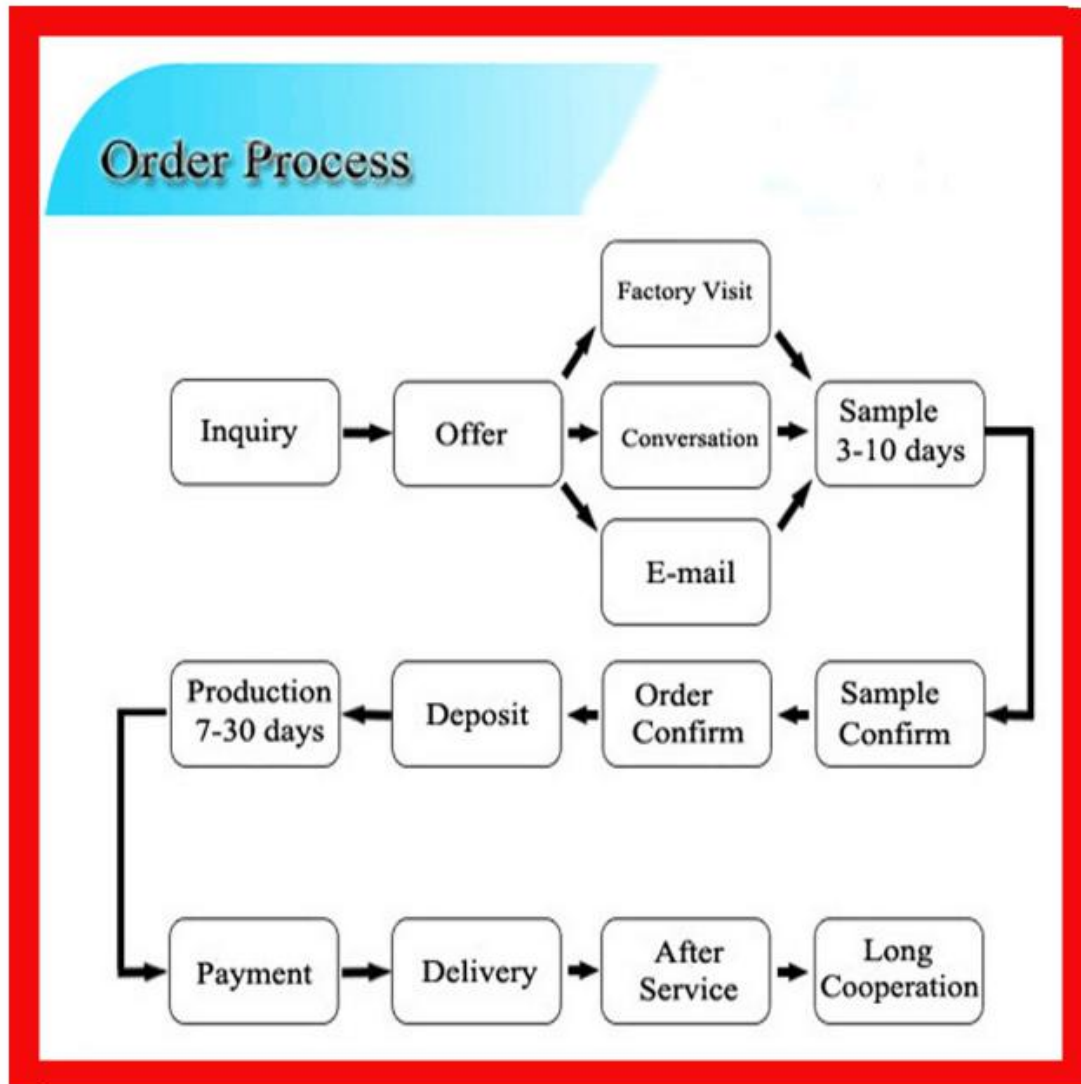 Order Process
Factory Visit
Inquiry
Offer
Conversation
Sample
3-10 days
E-mail
Production
7-30 days
Deposit
Order
Confirm
Sample
Confirm
Payment
Delivery
After
Service
Long
Cooperation